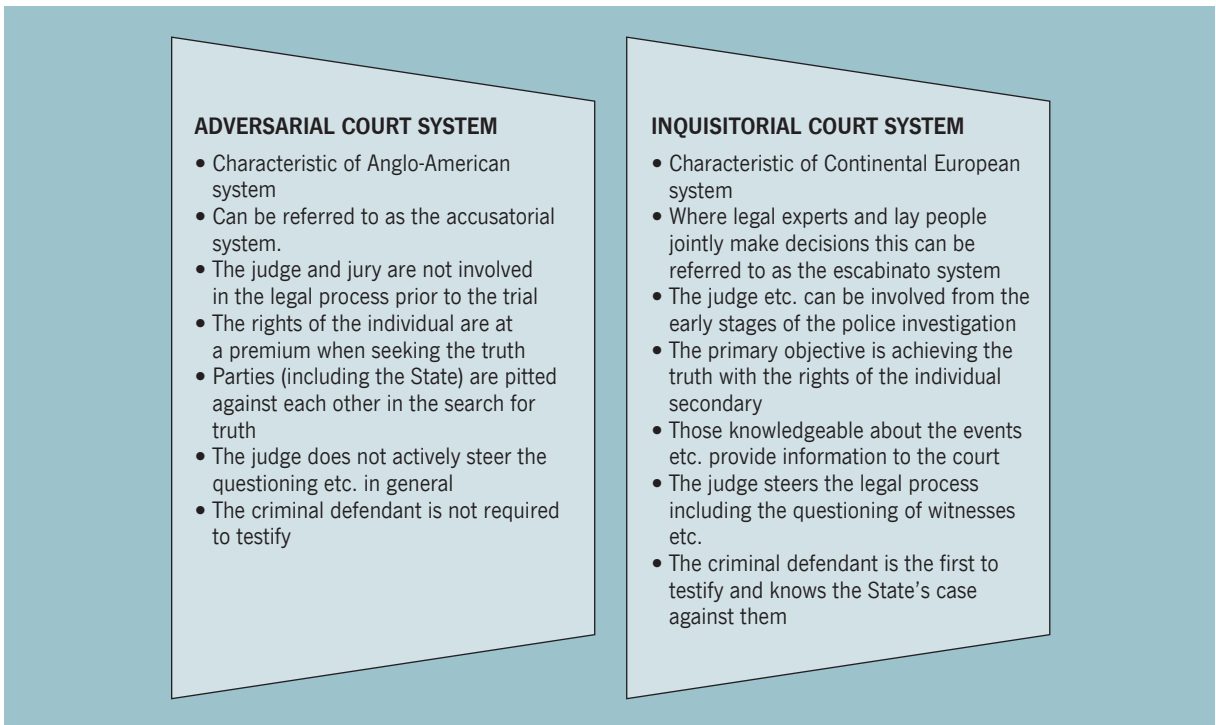 ADVERSARIAL COURT SYSTEM
• Characteristic of Anglo-American
system
• Can be referred to as the accusatorial
system.
• The judge and jury are not involved
in the legal process prior to the trial
• The rights of the individual are at
a premium when seeking the truth
• Parties (including the State) are pitted
against each other in the search for
truth
• The judge does not actively steer the
questioning etc. in general
• The criminal defendant is not required
to testify
INQUISITORIAL COURT SYSTEM
• Characteristic of Continental European
system
• Where legal experts and lay people
jointly make decisions this can be
referred to as the escabinato system
• The judge etc. can be involved from the
early stages of the police investigation
• The primary objective is achieving the
truth with the rights of the individual
secondary
• Those knowledgeable about the events
etc. provide information to the court
• The judge steers the legal process
including the questioning of witnesses
etc.
• The criminal defendant is the first to
testify and knows the State’s case
against them